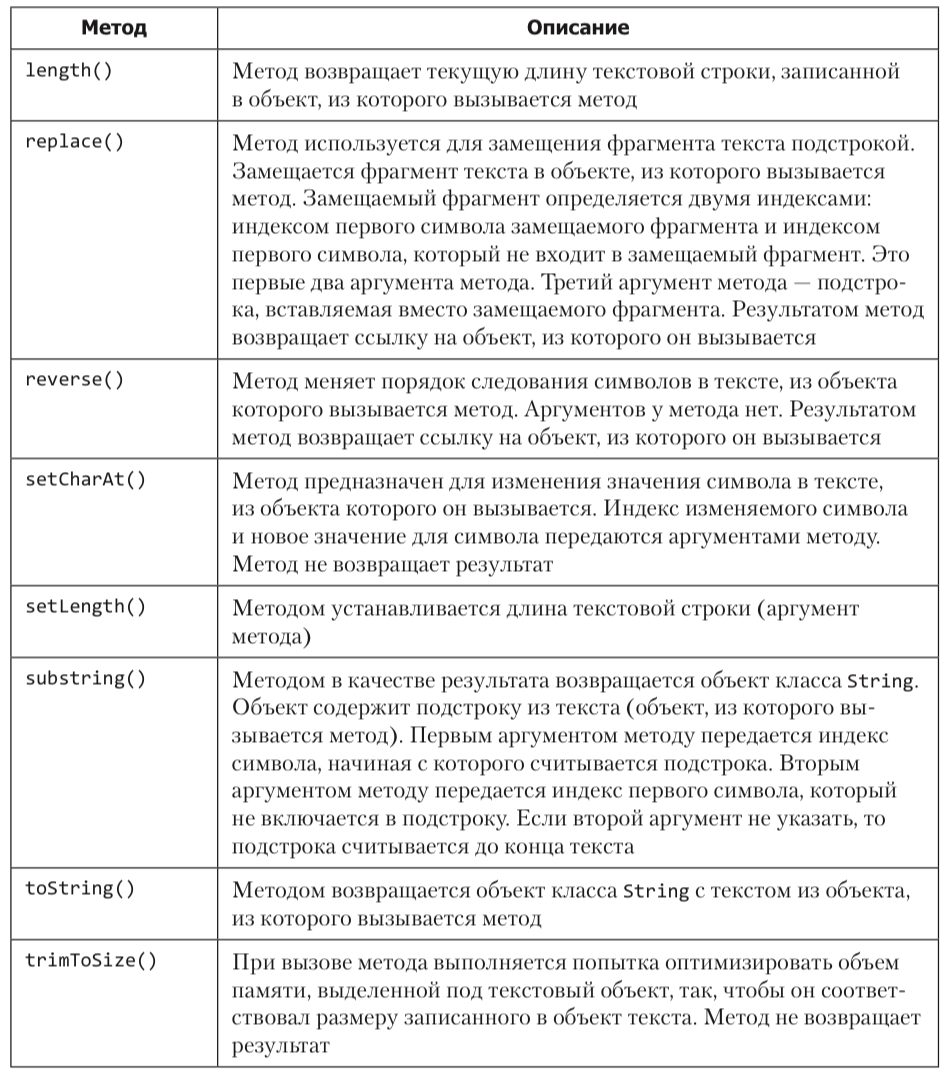 Метод Описание
length() Метод возвращает текущую длину текстовой строки, записанной
в объект, из которого вызывается метод
replace() Метод используется для замещения фрагмента текста подстрокой.
Замещается фрагмент текста в объекте, из которого вызывается
метод. Замещаемый фрагмент определяется двумя индексами:
индексом первого символа замещаемого фрагмента и индексом
первого символа, который не входит в замещаемый фрагмент. Это
первые два аргумента метода. Третий аргумент метода — подстро-
ка, вставляемая вместо замещаемого фрагмента. Результатом метод
возвращает ссылку на объект, из которого он вызывается
reverse() Метод меняет порядок следования символов в тексте, из объекта
которого вызывается метод. Аргументов у метода нет. Результатом
метод возвращает ссылку на объект, из которого он вызывается
setCharAt() Метод предназначен для изменения значения символа в тексте,
из объекта которого он вызывается. Индекс изменяемого символа
и новое значение для символа передаются аргументами методу.
Метод не возвращает результат
setLength() Методом устанавливается длина текстовой строки (аргумент
метода)
substring() Методом в качестве результата возвращается объект класса String.
Объект содержит подстроку из текста (объект, из которого вы-
зывается метод). Первым аргументом методу передается индекс
символа, начиная с которого считывается подстрока. Вторым
аргументом методу передается индекс первого символа, который
не включается в подстроку. Если второй аргумент не указать, то
подстрока считывается до конца текста
toString() Методом возвращается объект класса String с текстом из объекта,
из которого вызывается метод
trimToSize() При вызове метода выполняется попытка оптимизировать объем
памяти, выделенной под текстовый объект, так, чтобы он соответ-
ствовал размеру записанного в объект текста. Метод не возвращает
результат